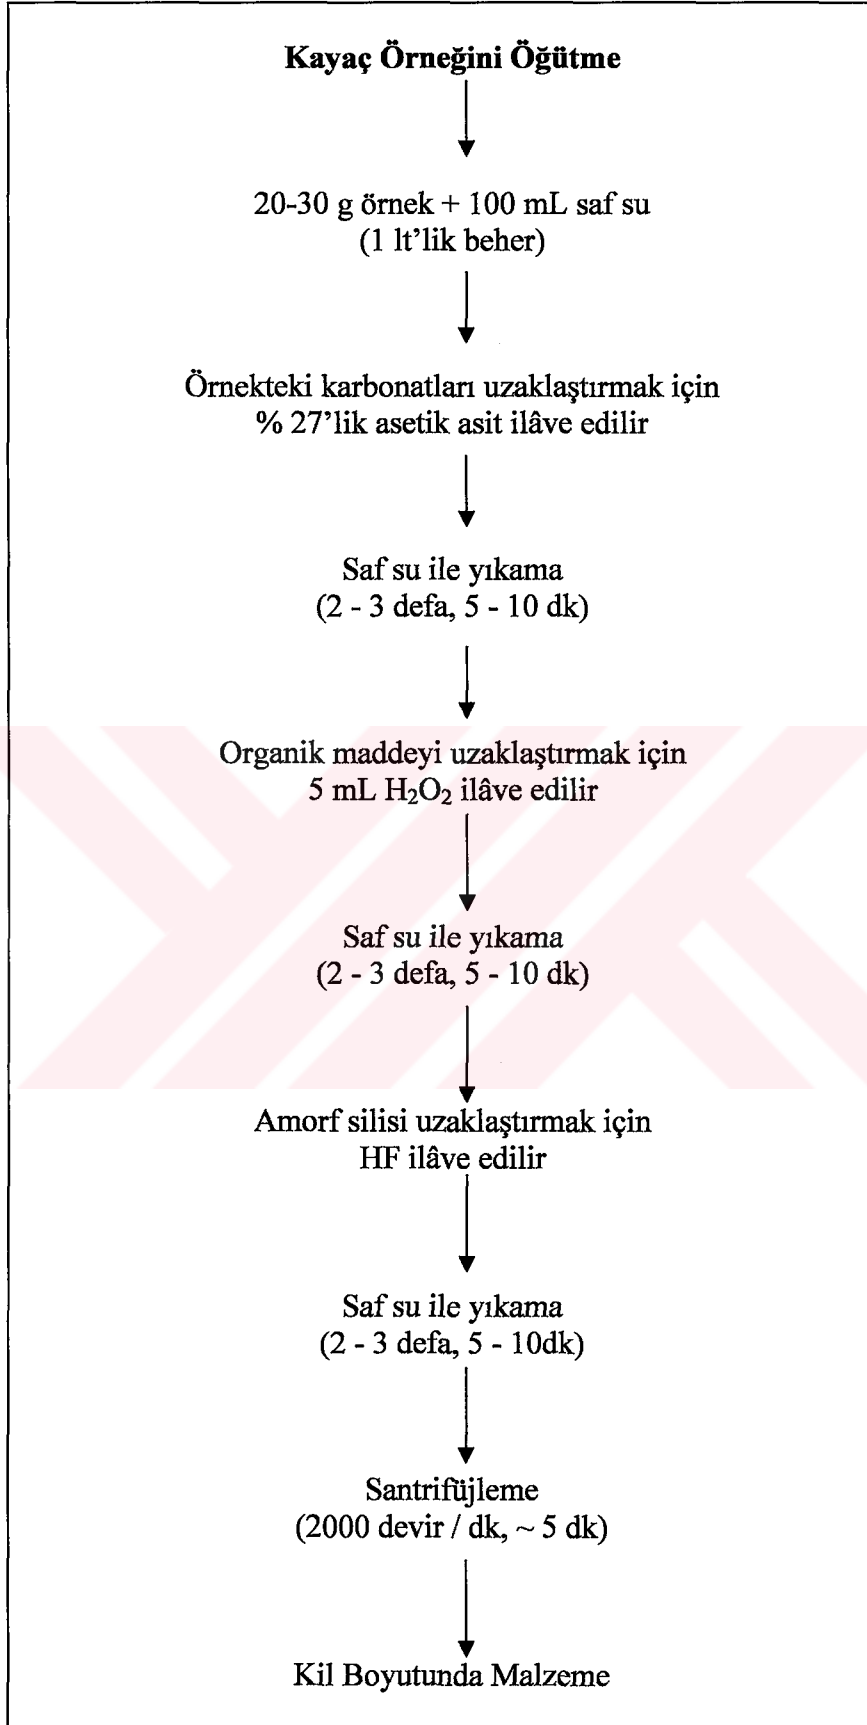 Kayaç Örneğini Öğütme
20-30 g örnek + 100 mL saf su
(1 lt’lik beher)
Örnekteki karbonatları uzaklaştırmak için
% 27’lik asetik asit ilâve edilir
Saf su ile yıkama
(2 - 3 defa, 5 - 10 dk)
Organik maddeyi uzaklaştırmak için
5 mL H₂O₂ ilâve edilir
Saf su ile yıkama
(2 - 3 defa, 5 - 10 dk)
Amorf silisi uzaklaştırmak için
HF ilâve edilir
Saf su ile yıkama
(2 - 3 defa, 5 - 10dk)
Santrifüjleme
(2000 devir / dk, ~ 5 dk)
Kil Boyutunda Malzeme